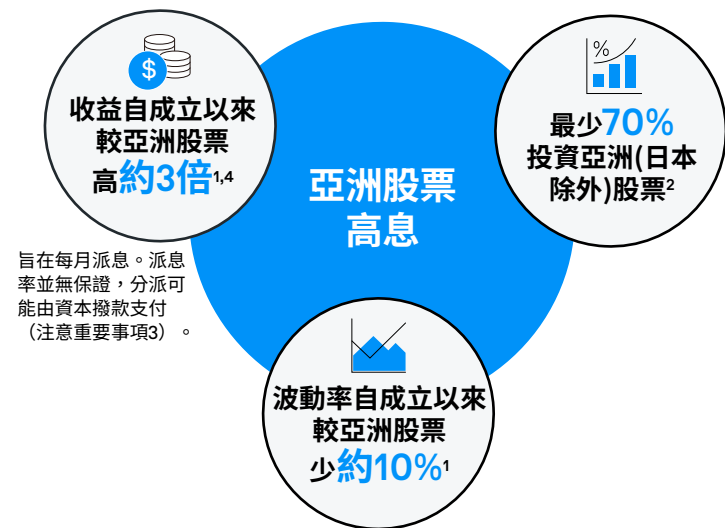 $
收益自成立以來
較亞洲股票
高約3倍1,4
旨在每月派息。派息
率並無保證，分派可
能由資本撥款支付
（注意重要事項3）。
亞洲股票
高息
%
最少70%
投資亞洲(日本
除外)股票2
波動率自成立以來
較亞洲股票
少約10%1